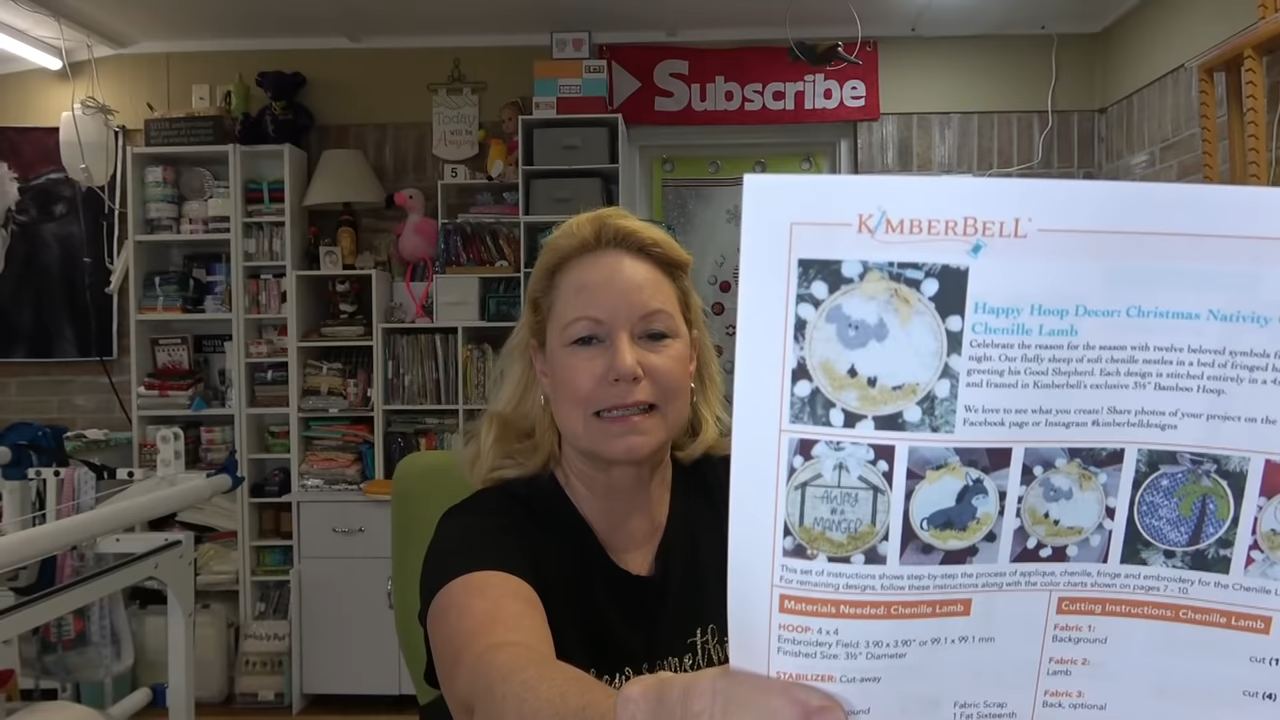 Subscribe
Today
will be
Amazing
5
KIMBERBELL
Happy Hoop Decor: Christmas Nativity
Chenille Lamb
Celebrate the reason for the season with twelve beloved symbols
night. Our fluffy sheep of soft chenille nestles in a bed of fringed
greeting his Good Shepherd. Each design is stitched entirely in a
and framed in Kimberbell's exclusive 3½" Bamboo Hoop.
We love to see what you create! Share photos of your project on the
Facebook page or Instagram #kimberbelldesigns
AWAY
IN A
MANGER
This set of instructions shows step-by-step the process of applique, chenille, fringe and embroidery for the Chenille
For remaining designs, follow these instructions along with the color charts shown on pages 7 - 10.
Materials Needed: Chenille Lamb
HOOP: 4 x 4
Embroidery Field: 3.90 x 3.90" or 99.1 x 99.1 mm
Finished Size: 3½" Diameter
STABILIZER: Cut-away
Fabric Scrap
1 Fat Sixteenth
Cutting Instructions: Chenille Lamb
Fabric 1:
Background
cut (1
Fabric 2:
Lamb
cut (4)
Fabric 3:
Back, optional